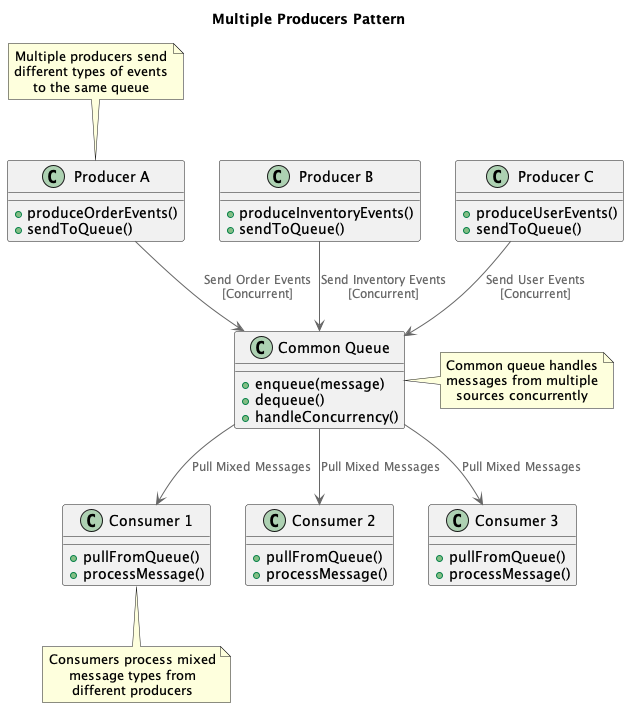 Multiple Producers Pattern
Multiple producers send
different types of events
to the same queue
C Producer A
produceOrderEvents()
sendToQueue()
C Producer B
produceInventoryEvents()
sendToQueue()
C Producer C
produceUserEvents()
sendToQueue()
Send Order Events
[Concurrent]
Send Inventory Events
[Concurrent]
Send User Events
[Concurrent]
C Common Queue
enqueue(message)
dequeue()
handleConcurrency()
Common queue handles
messages from multiple
sources concurrently
Pull Mixed Messages
Pull Mixed Messages
Pull Mixed Messages
C Consumer 1
pullFromQueue()
processMessage()
C Consumer 2
pullFromQueue()
processMessage()
C Consumer 3
pullFromQueue()
processMessage()
Consumers process mixed
message types from
different producers